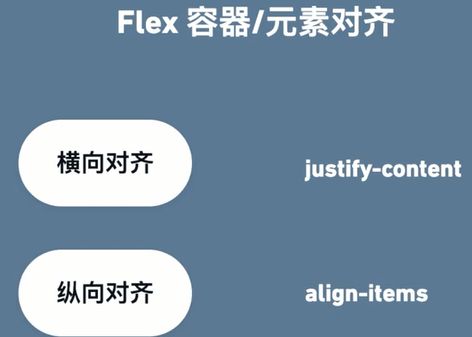 Flex 容器/元素对齐
横向对齐
justify-content
纵向对齐
align-items